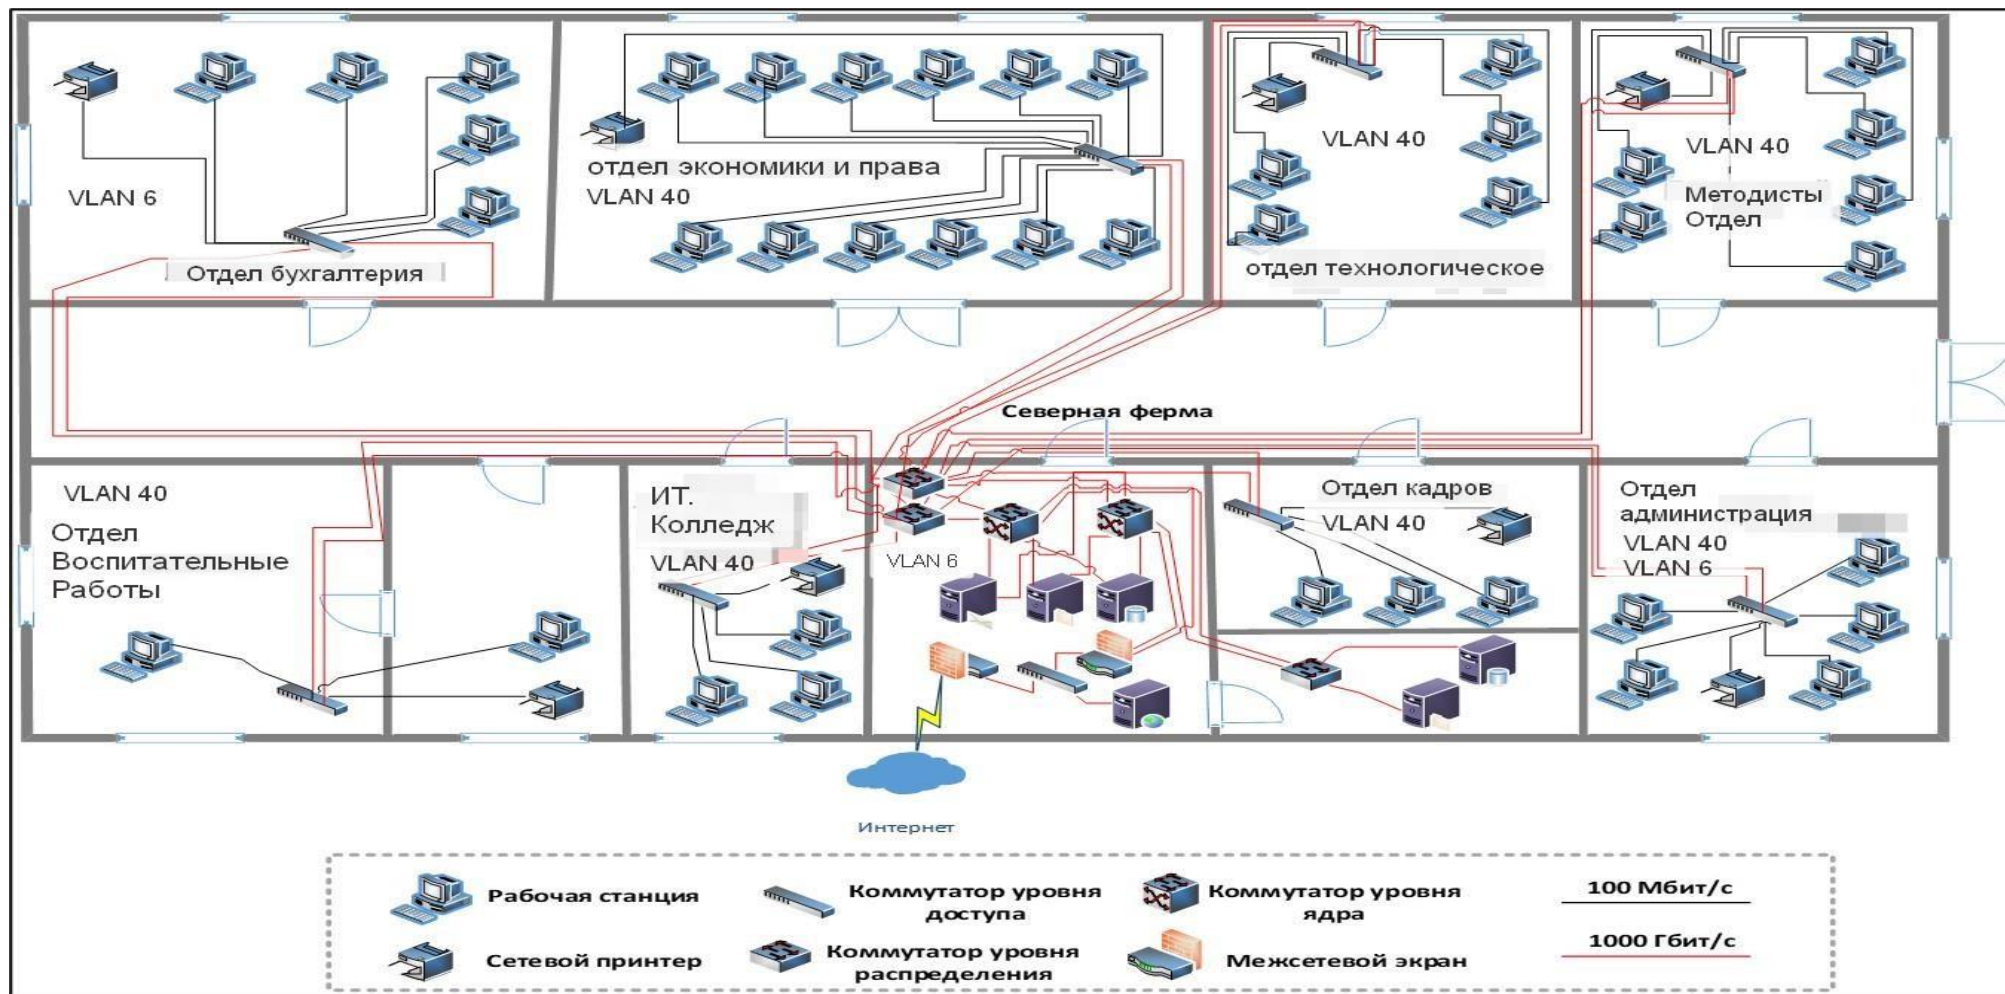 VLAN 6
Отдел бухгалтерия
отдел экономики и права
VLAN 40
VLAN 40
отдел технологическое
VLAN 40
Методисты
Отдел
Северная ферма
VLAN 40
Отдел
Воспитательные
Работы
ИТ.
Колледж
VLAN 40
VLAN 6
Отдел кадров
VLAN 40
Отдел
администрация
VLAN 40
VLAN 6
Интернет
Рабочая станция
Коммутатор уровня
доступа
Коммутатор уровня
ядра
100 Мбит/с
Сетевой принтер
Коммутатор уровня
распределения
Межсетевой экран
1000 Гбит/с